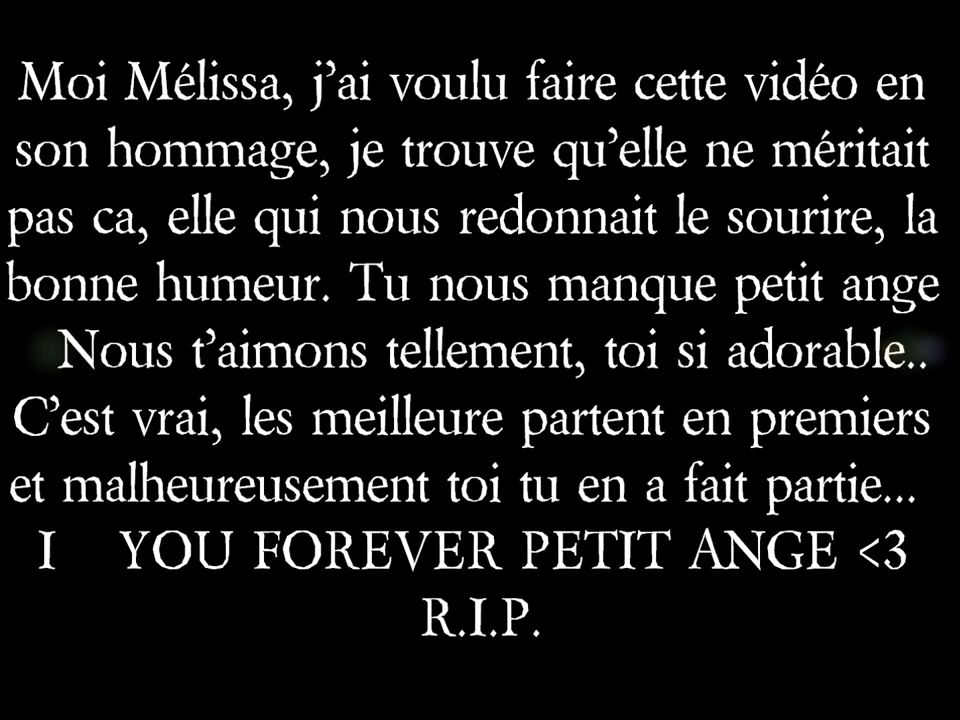 Moi Mélissa, j'ai voulu faire cette vidéo en
son hommage, je trouve qu'elle ne méritait
pas ca, elle qui nous redonnait le sourire, la
bonne humeur. Tu nous manque petit ange
Nous t'aimons tellement, toi si adorable..
C'est vrai, les meilleure partent en premiers
et malheureusement toi tu en a fait partie...
I YOU FOREVER PETIT ANGE <3
R.I.P.